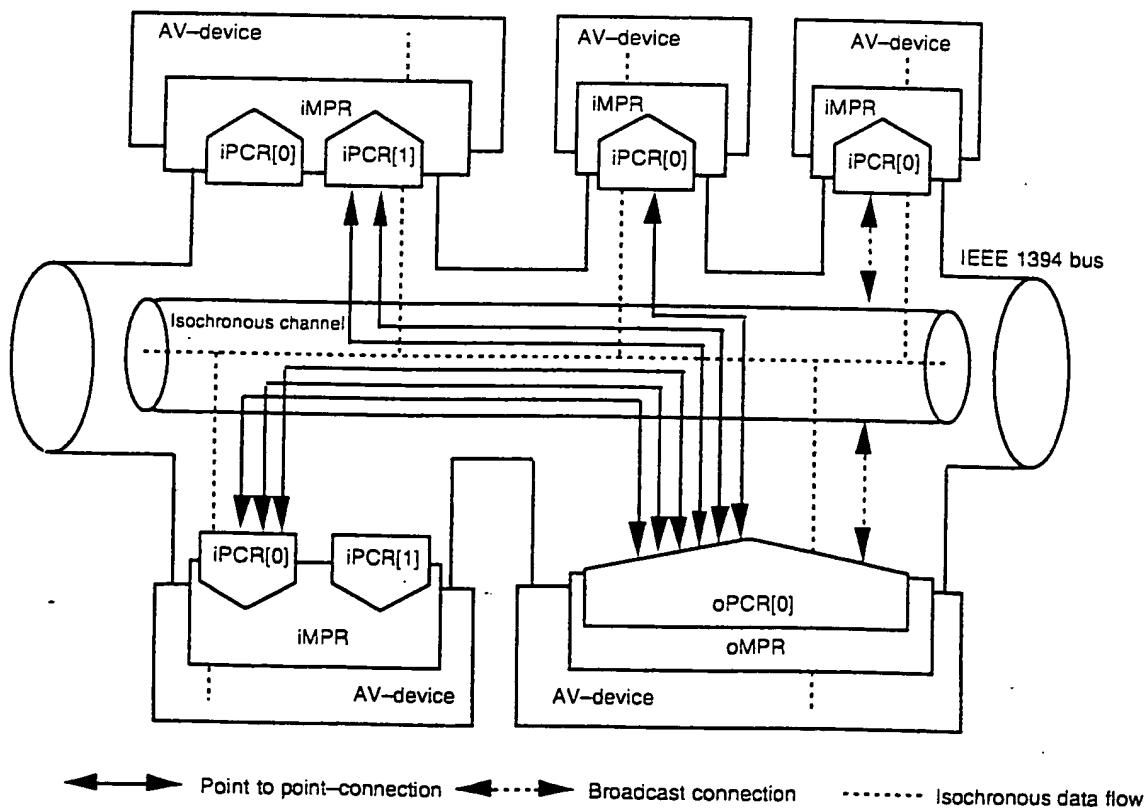 AV–device
AV–device
AV–device
iMPR
iMPR
iMPR
iPCR[0]
iPCR[1]
iPCR[0]
iPCR[0]
IEEE 1394 bus
Isochronous channel
iPCR[0]
iPCR[1]
oPCR[0]
iMPR
oMPR
AV–device
AV–device
Point to point–connection
Broadcast connection
Isochronous data flow